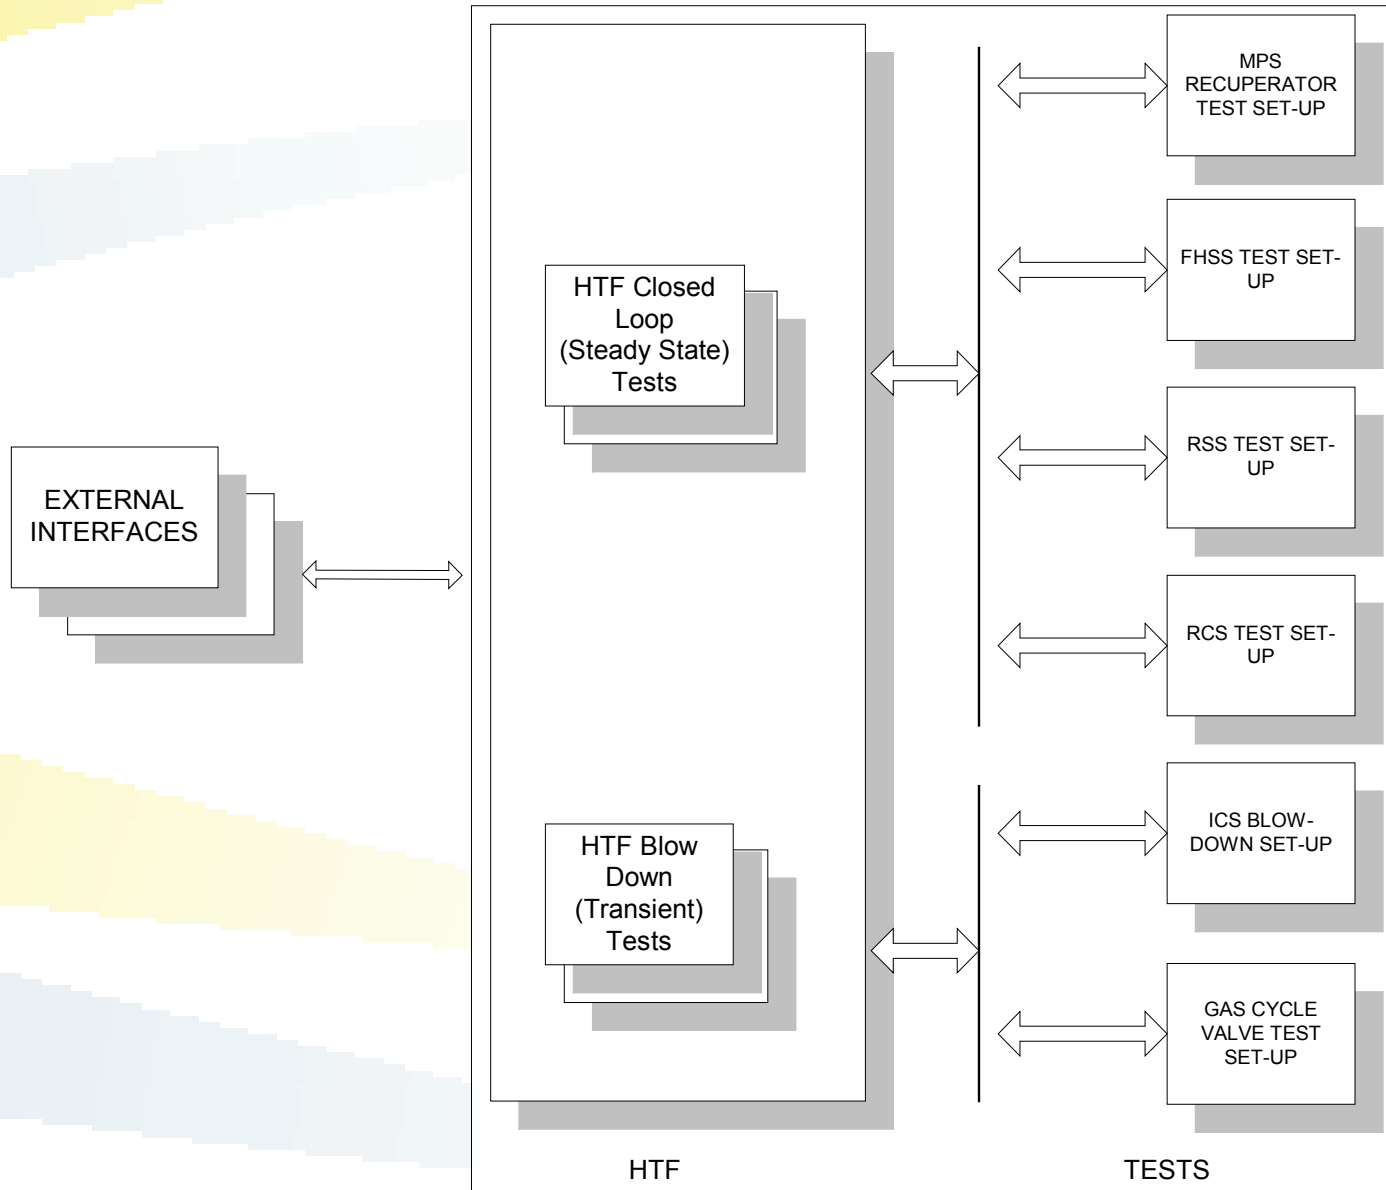 EXTERNAL
INTERFACES
HTF Closed
Loop
(Steady State)
Tests
HTF Blow
Down
(Transient)
Tests
HTF
MPS
RECUPERATOR
TEST SET-UP
FHSS TEST SET-
UP
RSS TEST SET-
UP
RCS TEST SET-
UP
ICS BLOW-
DOWN SET-UP
GAS CYCLE
VALVE TEST
SET-UP
TESTS